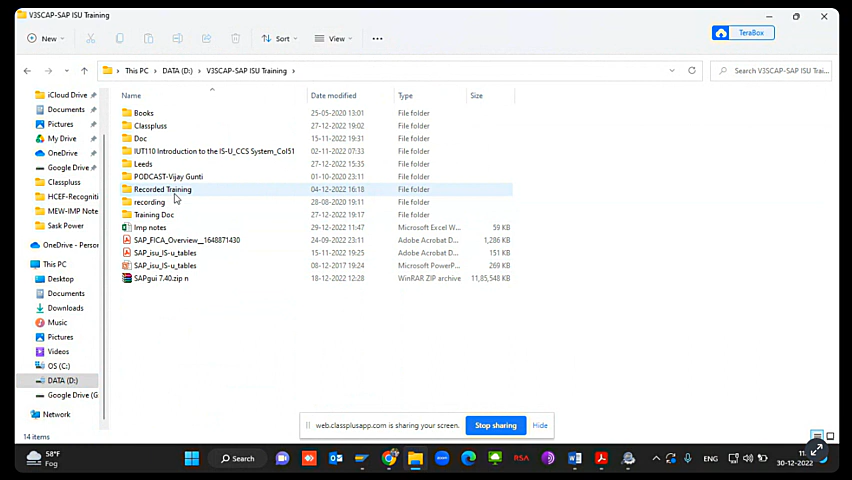 V3SCAP-SAP ISU Training
New
Sort
View
TeraBox
This PC > DATA (D:) > V3SCAP-SAP ISU Training >
Search V3SCAP-SAP ISU Trai...
Name Date modified Type Size
iCloud Drive
Documents
Pictures
My Drive
OneDrive
Google Drive
Classplus
HCEF-Recogniti
MEW-IMP Note
Sask Power
OneDrive - Person
This PC
Desktop
Documents
Downloads
Music
Pictures
Videos
OS (C:)
DATA (D:)
Google Drive (G
Network
Books 25-05-2020 13:01 File folder
Classpluss 27-12-2022 19:02 File folder
Doc 15-11-2022 19:31 File folder
IUT110 Introduction to the IS-U_CCS System_Col51 02-11-2022 07:33 File folder
Leeds 27-12-2022 15:35 File folder
PODCAST-Vijay Gunti 01-10-2020 23:11 File folder
Recorded Training 04-12-2022 16:18 File folder
recording 28-08-2020 19:11 File folder
Training Doc 27-12-2022 19:17 File folder
Imp notes 29-12-2022 11:47 Microsoft Excel W... 59 KB
SAP_FICA_Overview__1648871430 24-09-2022 23:11 Adobe Acrobat D... 1,286 KB
SAP_isu_IS-u_tables 15-11-2022 19:25 Adobe Acrobat D... 151 KB
SAP_isu_IS-u_tables 08-12-2017 19:24 Microsoft PowerP... 269 KB
SAPgui 7.40.zip n 18-12-2022 12:28 WinRAR ZIP archive 11,85,548 KB
web.classplusapp.com is sharing your screen.
Stop sharing
Hide
14 items
58°F
Fog
Search
RSA
ENG
30-12-2022